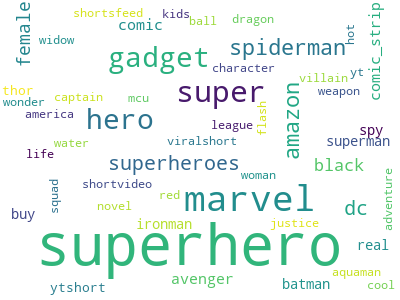 shortsfeed kids ball dragon
female widow comic hot comic_strip
gadget spiderman
character yt villain
thor super amazon weapon
wonder captain mcu flash
america hero league spy
water viralshort superman
life superheroes black
squad shortvideo woman adventure
novel red marvel dc
buy ironman justice real
superhero
avenger batman aquaman
ytshort cool